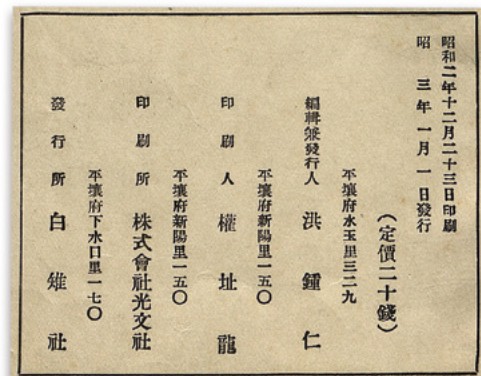 昭和二年十二月二十三日印刷
昭 三年一月一日發行
(定價二十錢)
平壤府水玉里三二九
編輯兼發行人 洪鍾仁
平壤府新陽里一五〇
印刷人 權址龍
平壤府新陽里一五〇
印刷所 株式會社光文社
平壤府下水口里一七〇
發行所 白雉社